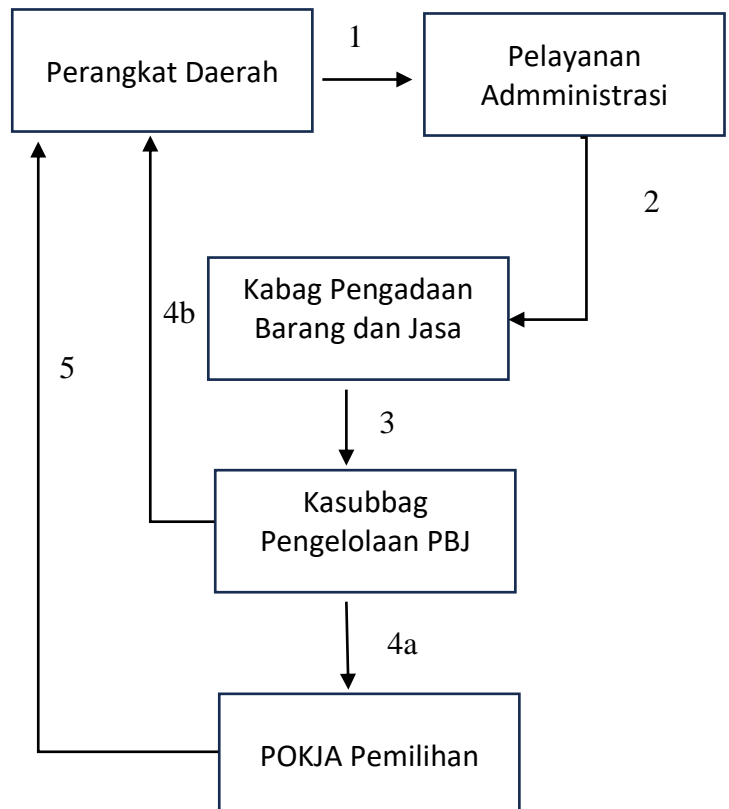 Perangkat Daerah
1
Pelayanan
Admministrasi
2
Kabag Pengadaan
Barang dan Jasa
4b
5
3
Kasubbag
Pengelolaan PBJ
4a
POKJA Pemilihan